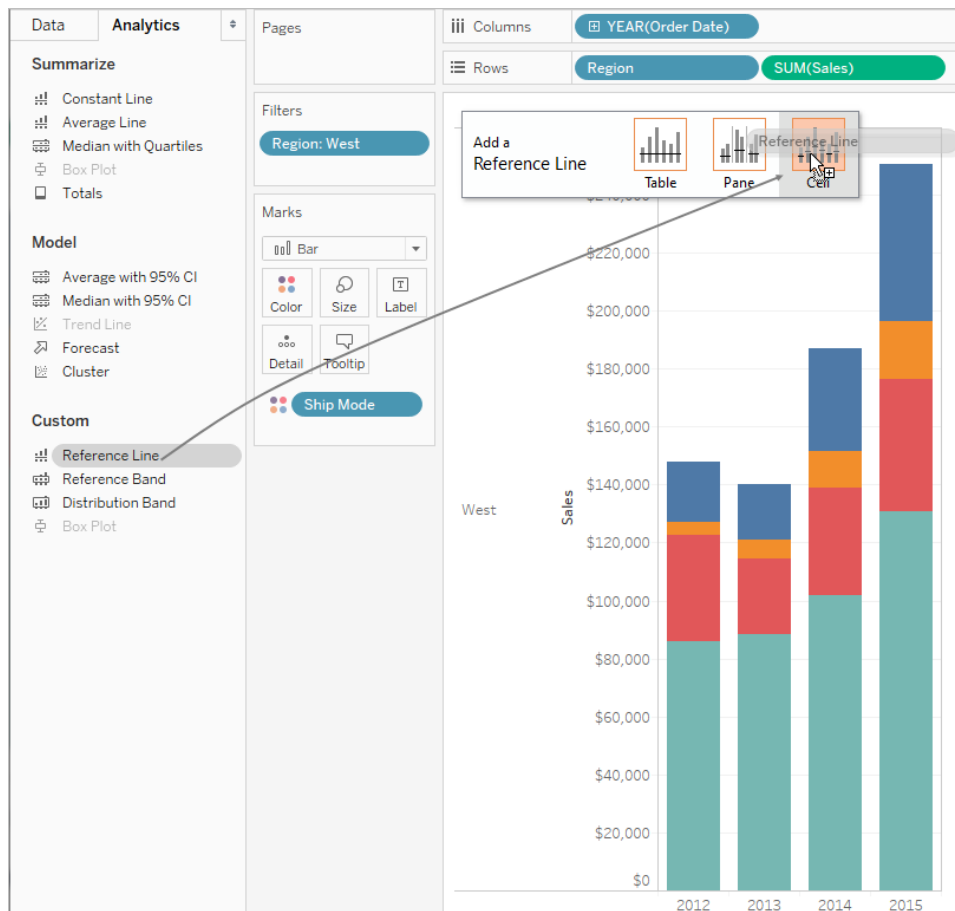 Data
Analytics
Summarize
Constant Line
Average Line
Median with Quartiles
Box Plot
Totals
Model
Average with 95% CI
Median with 95% CI
Trend Line
Forecast
Cluster
Custom
Reference Line
Reference Band
Distribution Band
Box Plot
Pages
Filters
Region: West
Marks
Bar
Color
Size
Label
Detail
Tooltip
Ship Mode
Columns
YEAR(Order Date)
Rows
Region
SUM(Sales)
Add a
Reference Line
Table
Pane
Cell
Reference Line
West
Sales
$240,000
$220,000
$200,000
$180,000
$160,000
$140,000
$120,000
$100,000
$80,000
$60,000
$40,000
$20,000
$0
2012
2013
2014
2015